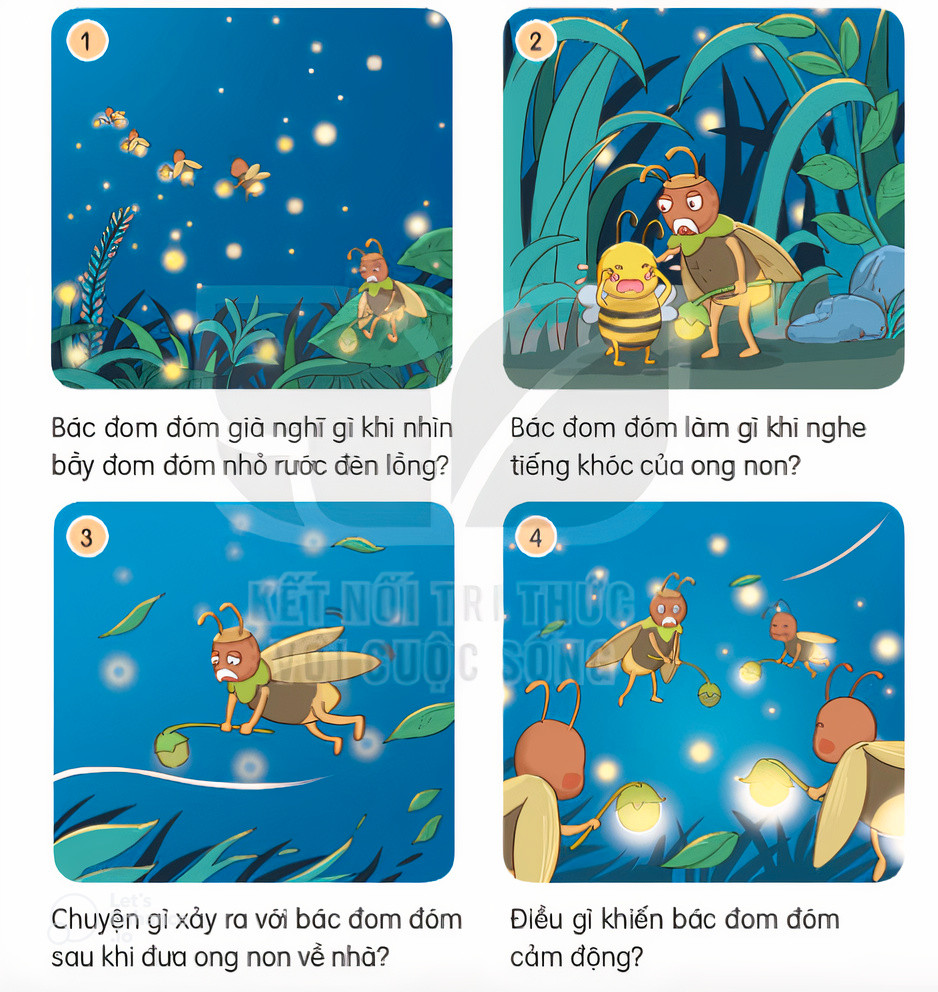 1
2
Bác đom đóm già nghĩ gì khi nhìn
bầy đom đóm nhỏ rước đèn lồng?
Bác đom đóm làm gì khi nghe
tiếng khóc của ong non?
3
4
KẾT NỐI TRI THỨC
VỚI CUỘC SỐNG
Chuyện gì xảy ra với bác đom đóm
sau khi đưa ong non về nhà?
Điều gì khiến bác đom đóm
cảm động?
Let's